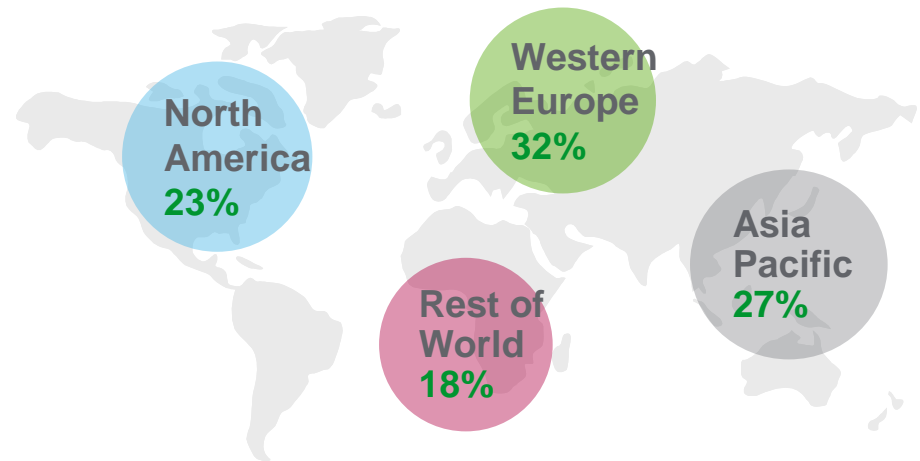 North
America
23%
Western
Europe
32%
Asia
Pacific
27%
Rest of
World
18%